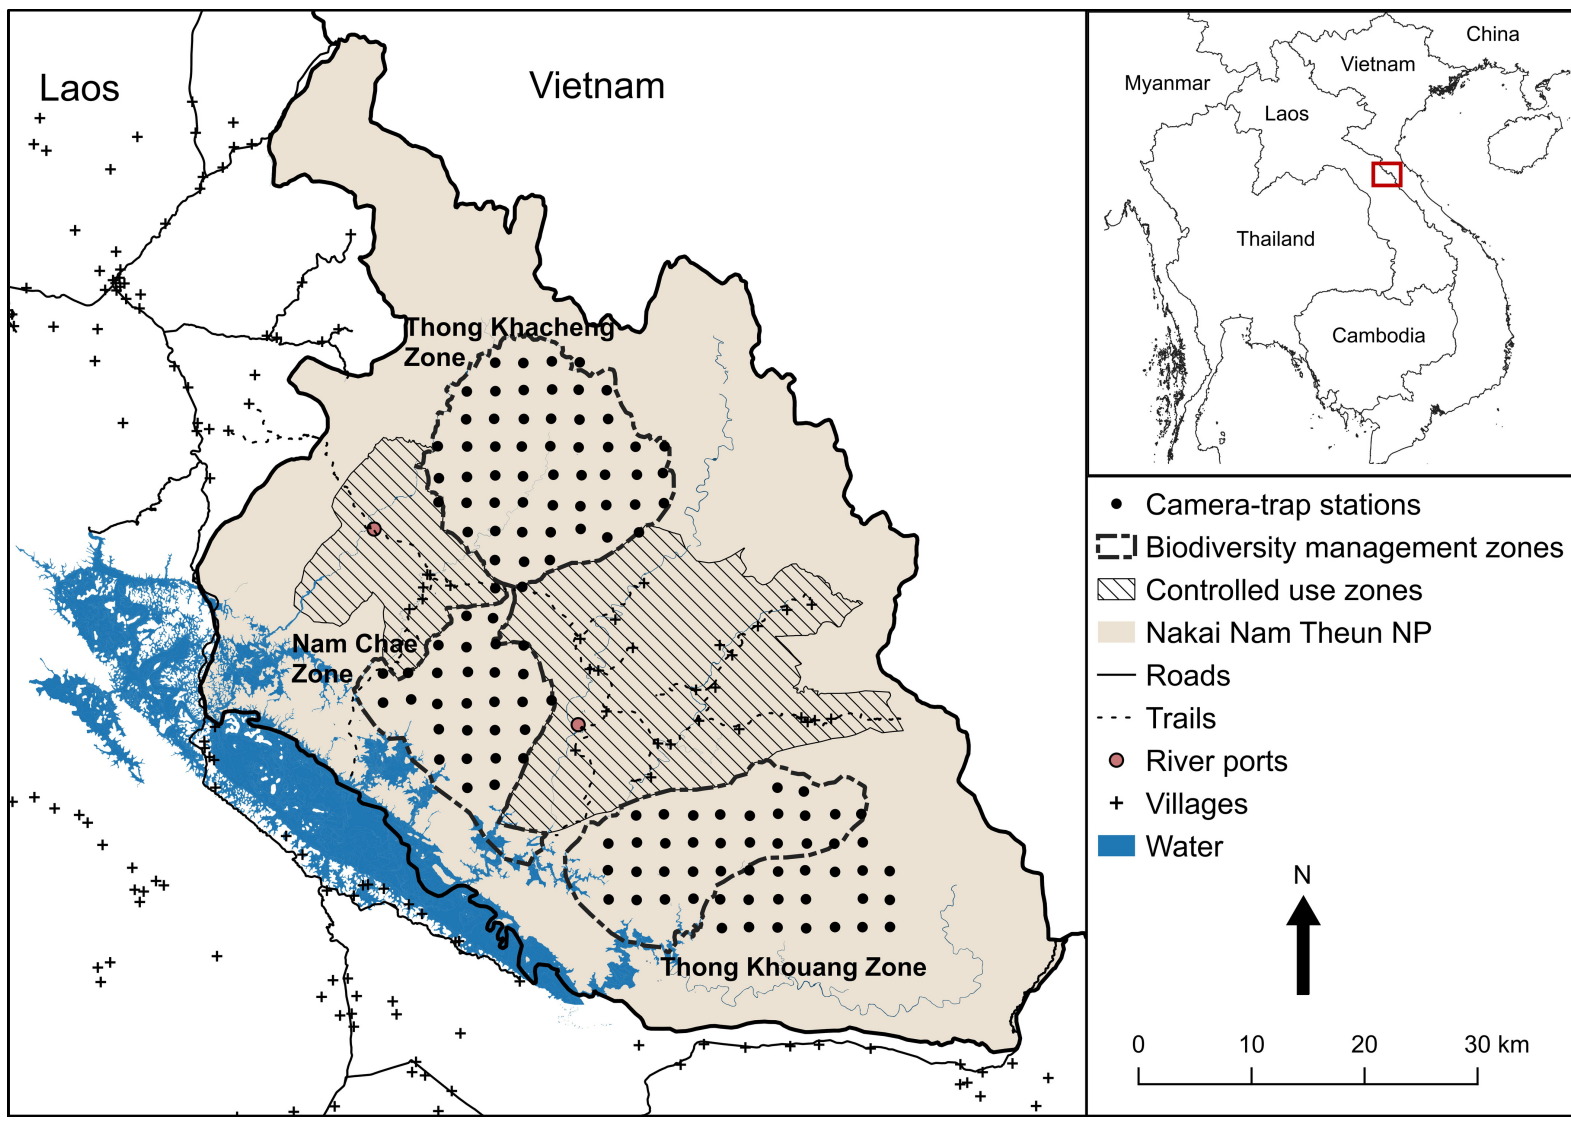 Laos
Vietnam
Thong Khacheng
Zone
Nam Chae
Zone
Thong Khouang Zone
China
Vietnam
Myanmar
Laos
Thailand
Cambodia
Camera-trap stations
Biodiversity management zones
Controlled use zones
Nakai Nam Theun NP
Roads
Trails
River ports
Villages
Water
N
0 10 20 30 km